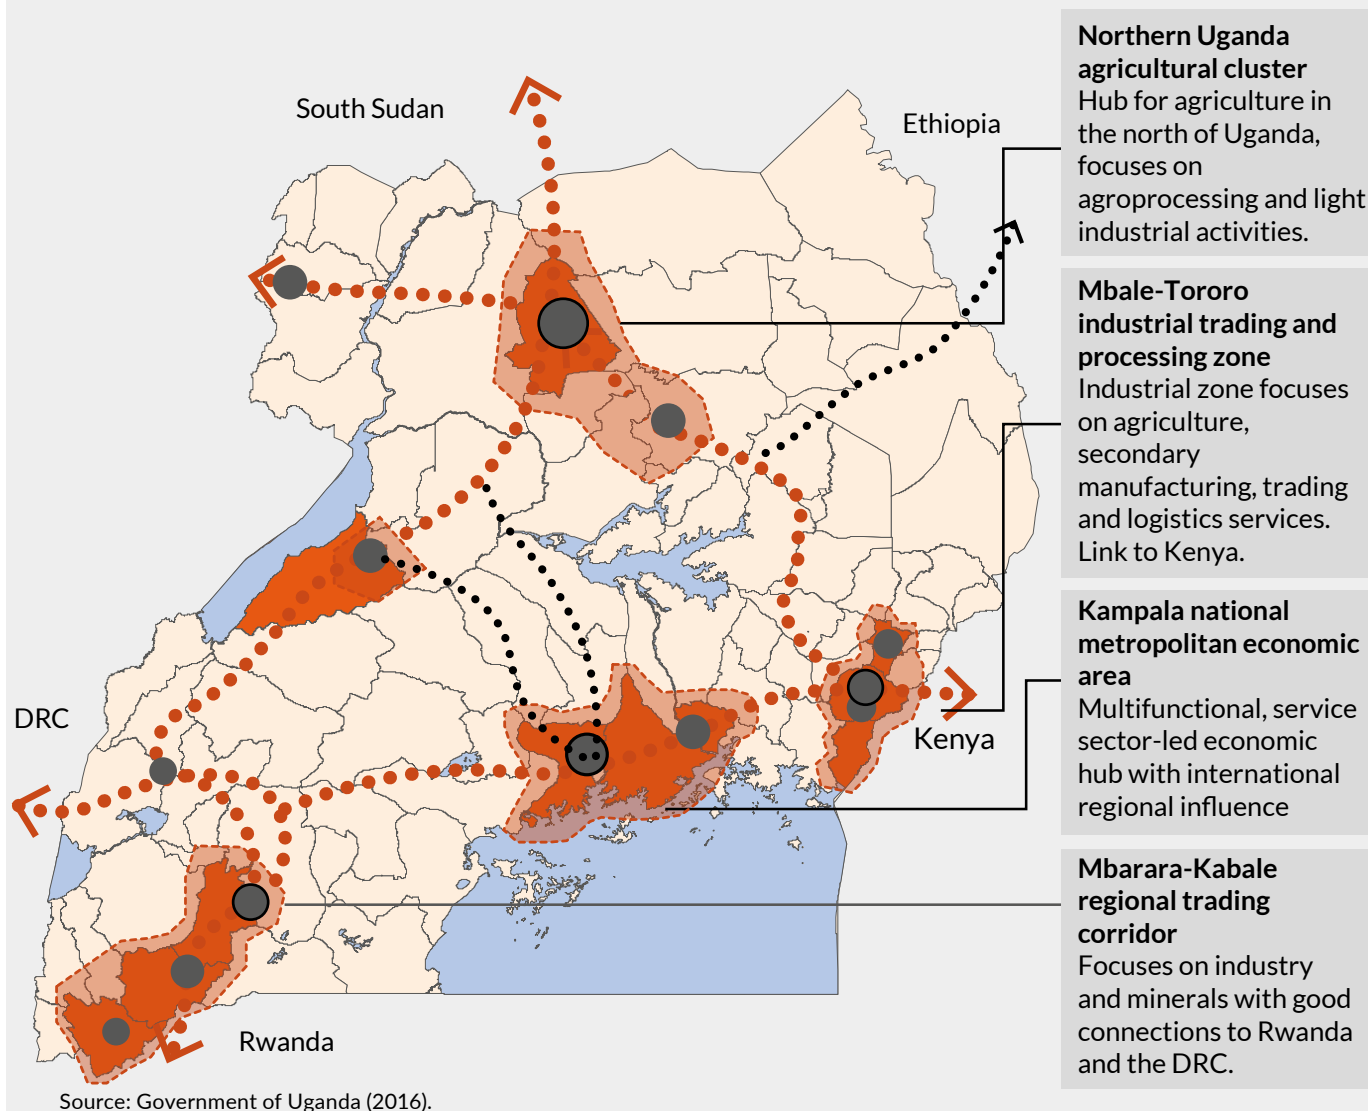 South Sudan
Ethiopia
DRC
Kenya
Rwanda
Northern Uganda
agricultural cluster
Hub for agriculture in
the north of Uganda,
focuses on
agroprocessing and light
industrial activities.
Mbale-Tororo
industrial trading and
processing zone
Industrial zone focuses
on agriculture,
secondary
manufacturing, trading
and logistics services.
Link to Kenya.
Kampala national
metropolitan economic
area
Multifunctional, service
sector-led economic
hub with international
regional influence
Mbarara-Kabale
regional trading
corridor
Focuses on industry
and minerals with good
connections to Rwanda
and the DRC.
Source: Government of Uganda (2016).